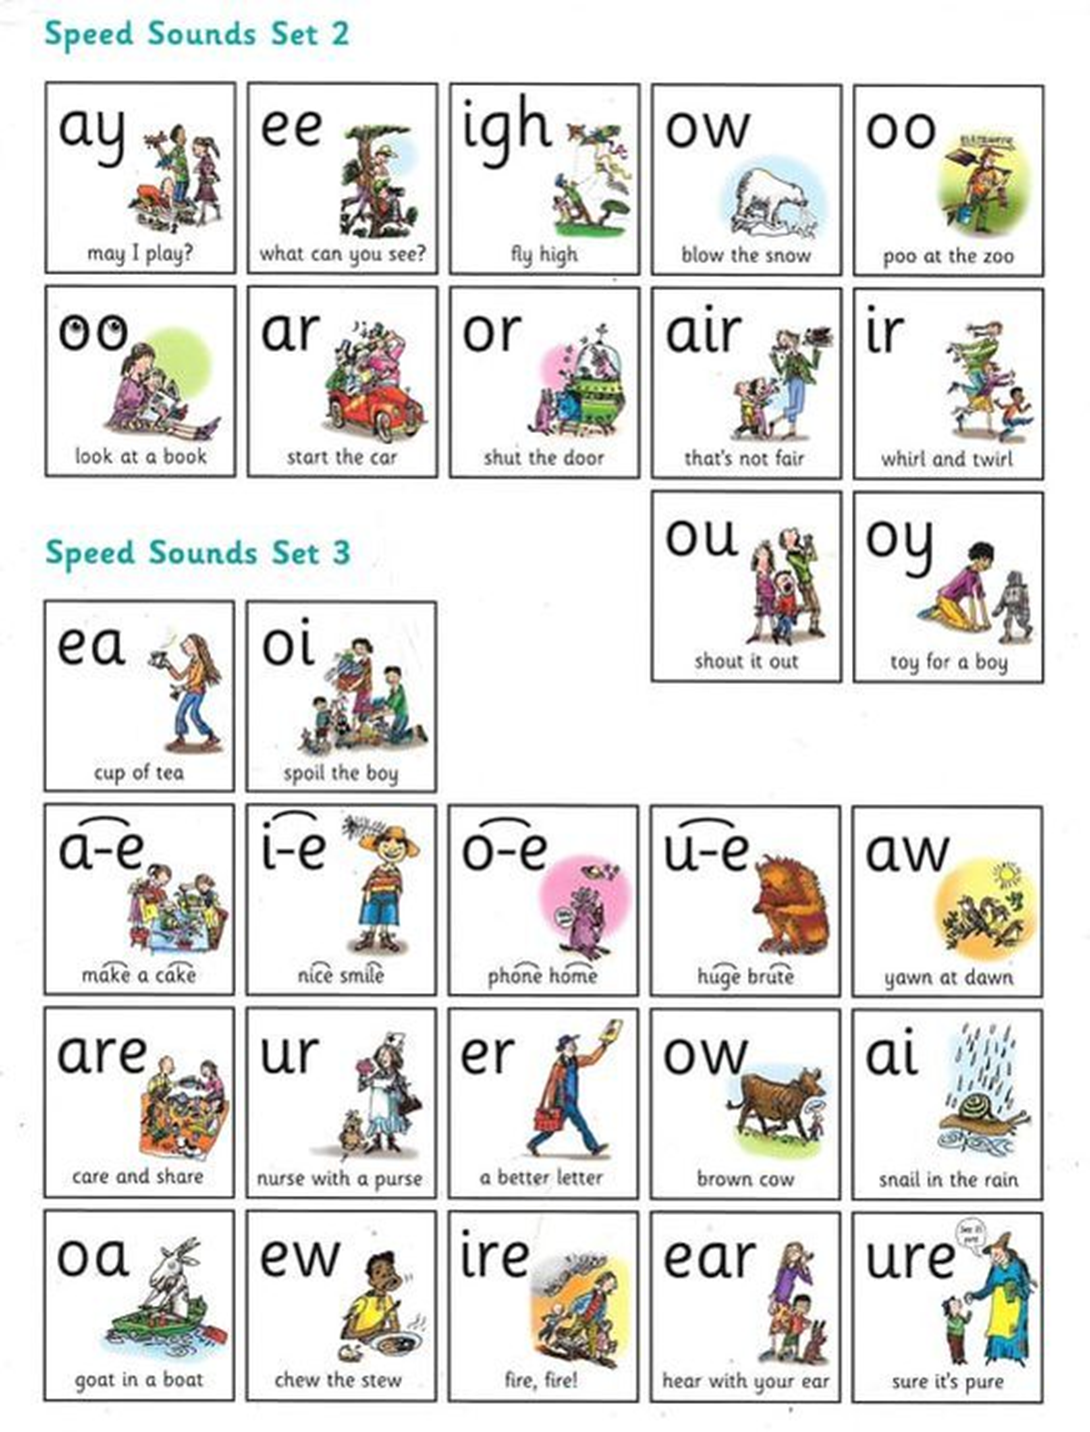 Speed Sounds Set 2
ay
may I play?
ee
what can you see?
igh
fly high
ow
blow the snow
oo
poo at the zoo
oo
look at a book
ar
start the car
or
shut the door
air
that's not fair
ir
whirl and twirl
ou
shout it out
oy
toy for a boy
Speed Sounds Set 3
ea
cup of tea
oi
spoil the boy
a-e
make a cake
i-e
nice smile
o-e
phone home
u-e
huge brute
aw
yawn at dawn
are
care and share
ur
nurse with a purse
er
a better letter
ow
brown cow
ai
snail in the rain
oa
goat in a boat
ew
chew the stew
ire
fire, fire!
ear
hear with your ear
ure
sure it's pure